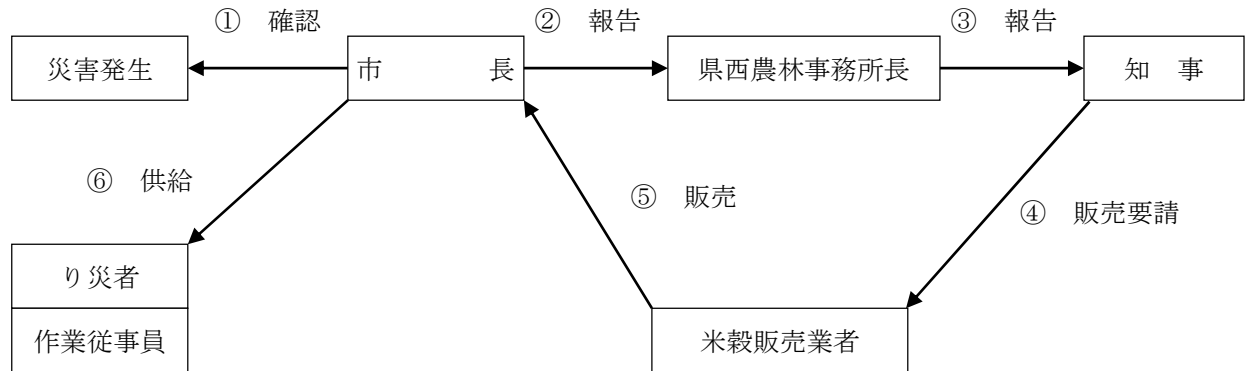 ① 確認
② 報告
③ 報告
災害発生
市 長
県西農林事務所長
知 事
⑥ 供給
⑤ 販売
④ 販売要請
り災者
作業従事員
米穀販売業者